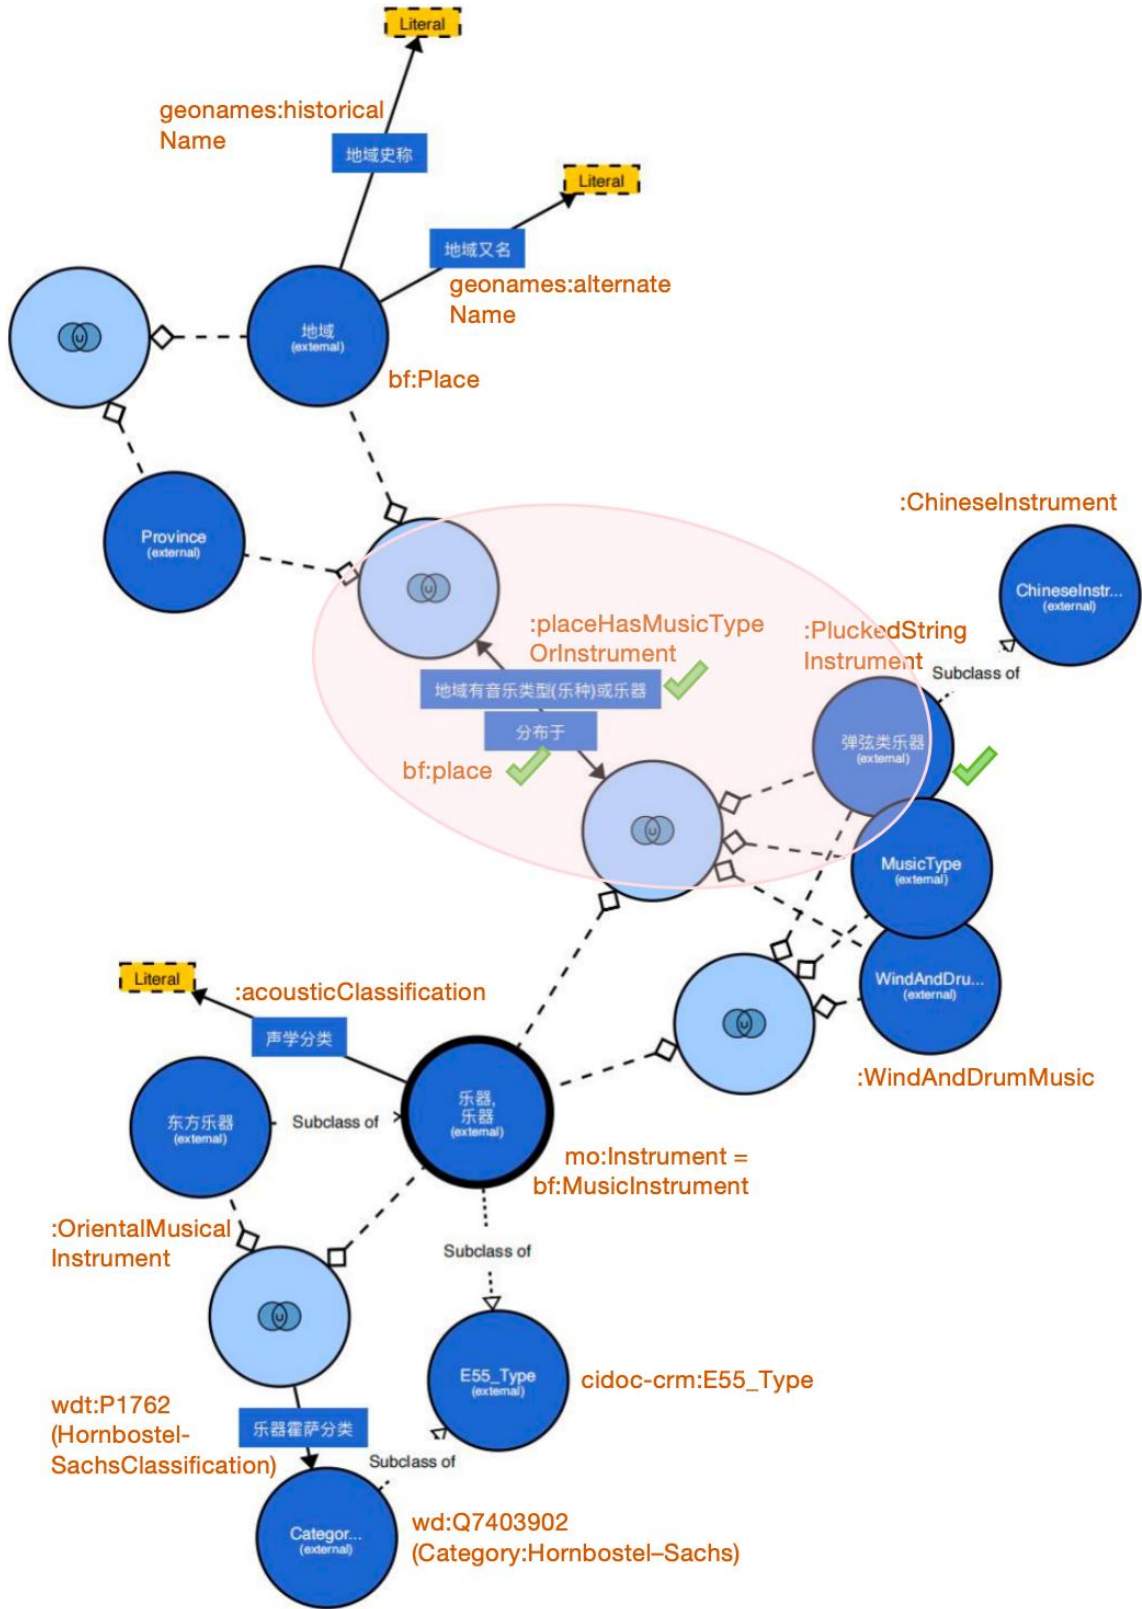 Literal
geonames:historical
Name
地域史称
Literal
地域又名
geonames:alternate
Name
地域
(external)
bf:Place
Province
(external)
:ChineseInstrument
ChineseInstr...
(external)
:placeHasMusicType
OrInstrument
:PluckedString
Instrument
Subclass of
地域有音乐类型(乐种)或乐器
分布于
bf:place
弹弦类乐器
(external)
MusicType
(external)
WindAndDru...
(external)
:WindAndDrumMusic
Literal
:acousticClassification
声学分类
东方乐器
(external)
Subclass of
乐器,
乐器
(external)
mo:Instrument =
bf:MusicInstrument
:OrientalMusical
Instrument
Subclass of
E55_Type
(external)
cidoc-crm:E55_Type
wdt:P1762
(Hornbostel-
SachsClassification)
乐器霍萨分类
Subclass of
Categor...
(external)
wd:Q7403902
(Category:Hornbostel–Sachs)